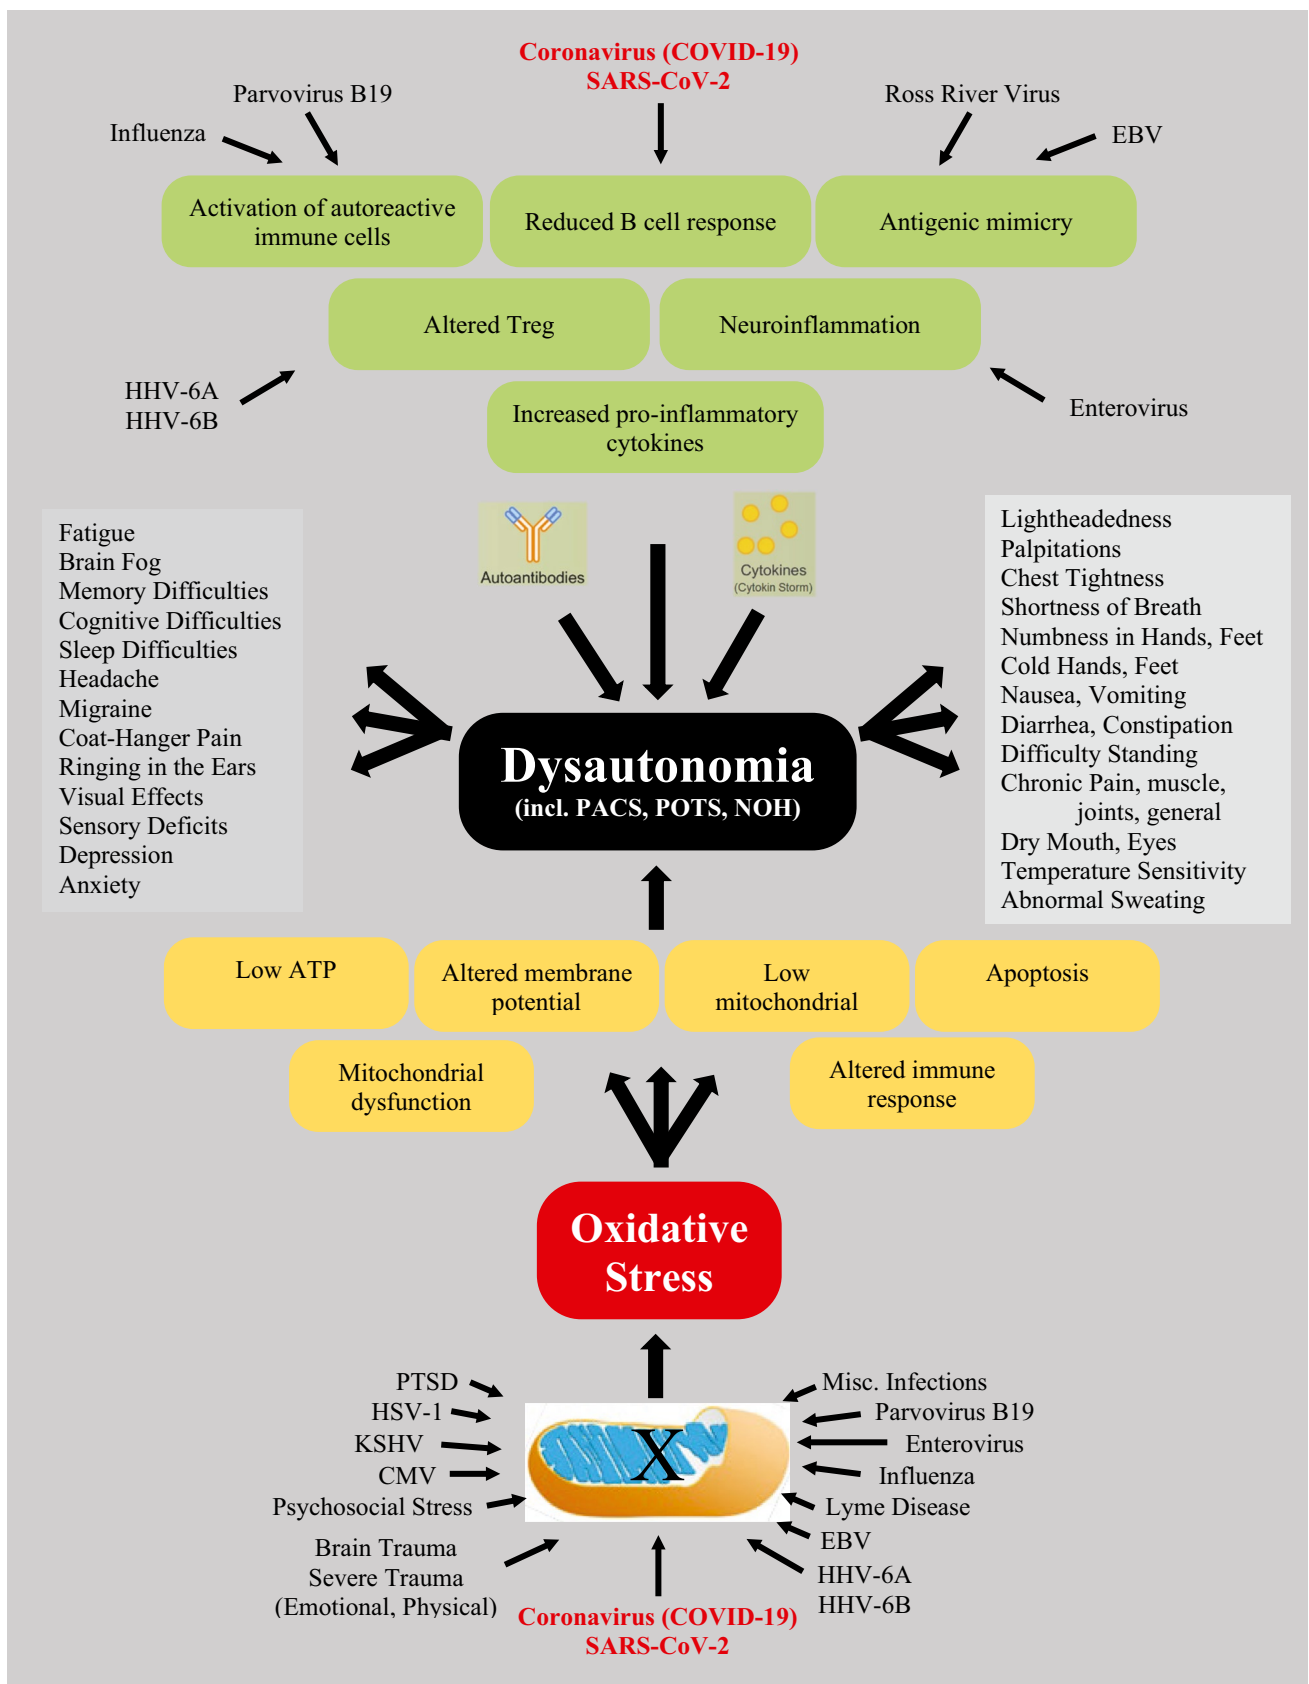 Coronavirus (COVID-19)
SARS-CoV-2
Parvovirus B19
Ross River Virus
Influenza
EBV
Activation of autoreactive
immune cells
Reduced B cell response
Antigenic mimicry
Altered Treg
Neuroinflammation
HHV-6A
HHV-6B
Enterovirus
Increased pro-inflammatory
cytokines
Autoantibodies
Cytokines
(Cytokin Storm)
Fatigue
Brain Fog
Memory Difficulties
Cognitive Difficulties
Sleep Difficulties
Headache
Migraine
Coat-Hanger Pain
Ringing in the Ears
Visual Effects
Sensory Deficits
Depression
Anxiety
Lightheadedness
Palpitations
Chest Tightness
Shortness of Breath
Numbness in Hands, Feet
Cold Hands, Feet
Nausea, Vomiting
Diarrhea, Constipation
Difficulty Standing
Chronic Pain, muscle,
joints, general
Dry Mouth, Eyes
Temperature Sensitivity
Abnormal Sweating
Dysautonomia
(incl. PACS, POTS, NOH)
Low ATP
Altered membrane
potential
Low
mitochondrial
Apoptosis
Mitochondrial
dysfunction
Altered immune
response
Oxidative
Stress
PTSD
HSV-1
KSHV
CMV
Psychosocial Stress
Brain Trauma
Severe Trauma
(Emotional, Physical)
X
Misc. Infections
Parvovirus B19
Enterovirus
Influenza
Lyme Disease
EBV
HHV-6A
HHV-6B
Coronavirus (COVID-19)
SARS-CoV-2